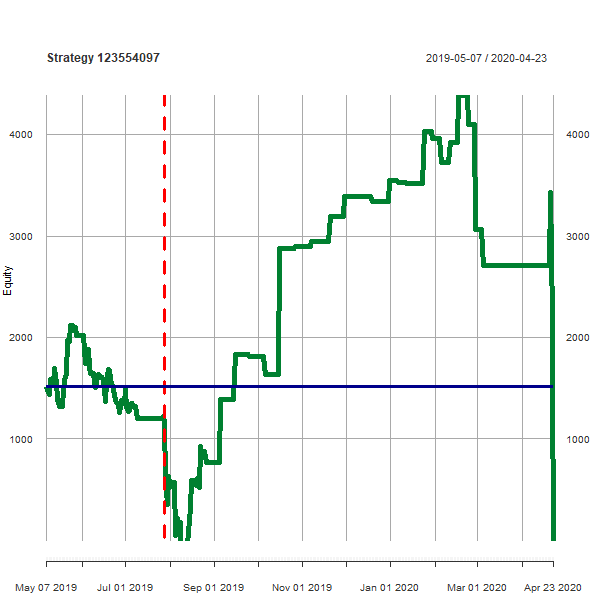 Strategy 123554097
2019-05-07 / 2020-04-23
4000
4000
3000
3000
2000
2000
1000
1000
Equity
May 07 2019
Jul 01 2019
Sep 01 2019
Nov 01 2019
Jan 01 2020
Mar 01 2020
Apr 23 2020